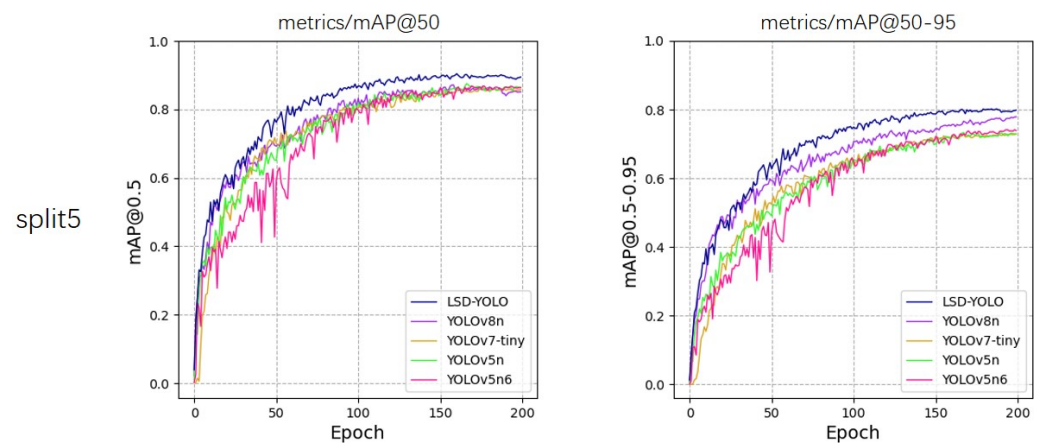 metrics/mAP@50
metrics/mAP@50-95
split5
mAP@0.5
1.0
0.8
0.6
0.4
0.2
0.0
0
50
100
150
200
Epoch
LSD-YOLO
YOLOv8n
YOLOv7-tiny
YOLOv5n
YOLOv5n6
mAP@0.5-0.95
1.0
0.8
0.6
0.4
0.2
0.0
0
50
100
150
200
Epoch
LSD-YOLO
YOLOv8n
YOLOv7-tiny
YOLOv5n
YOLOv5n6